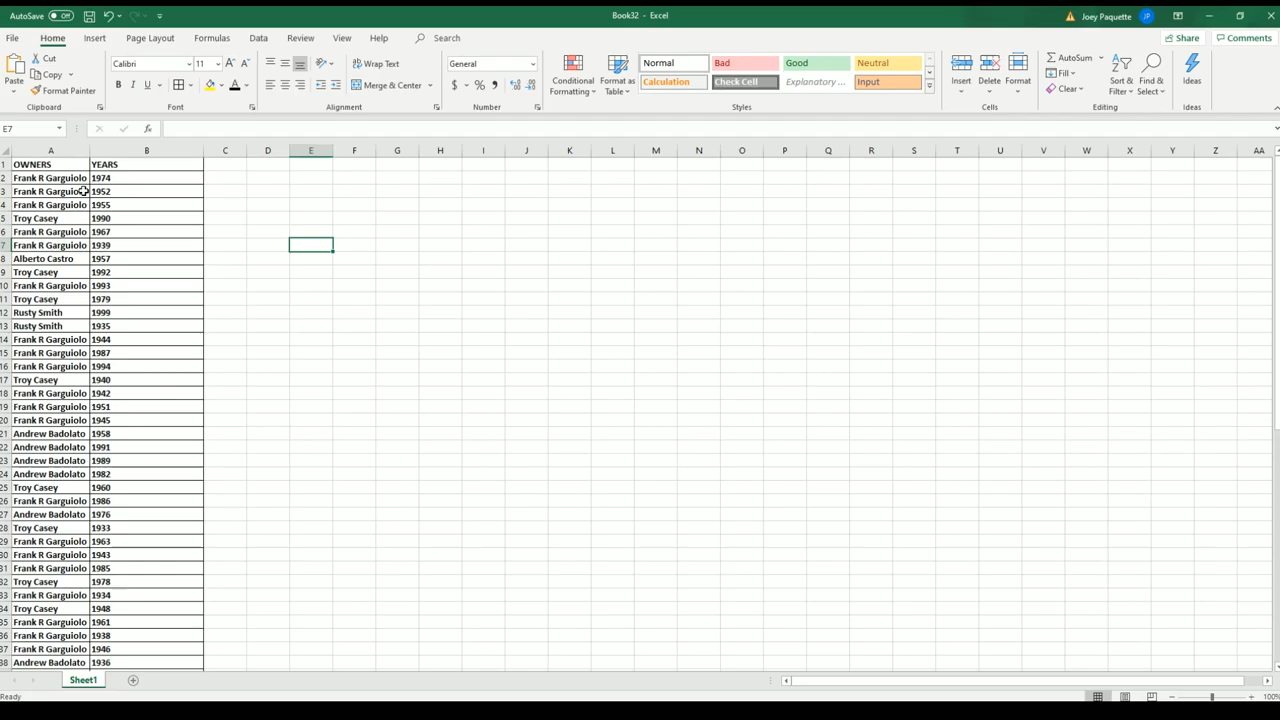 AutoSave Off Book32 - Excel Joey Paquette JP
File Home Insert Page Layout Formulas Data Review View Help Search Share Comments
Paste Cut Copy Format Painter Clipboard
Calibri 11 A A B I U A Font
Wrap Text Merge & Center Alignment
General $ % , Number
Conditional Formatting Format as Table Normal Bad Good Neutral Calculation Check Cell Explanatory ... Input Styles
Insert Delete Format Cells
AutoSum Fill Clear Sort & Filter Find & Select Editing
Ideas Ideas
E7 fx
A B C D E F G H I J K L M N O P Q R S T U V W X Y Z AA
1 OWNERS YEARS
2 Frank R Garguiolo 1974
3 Frank R Garguiolo 1952
4 Frank R Garguiolo 1955
5 Troy Casey 1990
6 Frank R Garguiolo 1967
7 Frank R Garguiolo 1939
8 Alberto Castro 1957
9 Troy Casey 1992
10 Frank R Garguiolo 1993
11 Troy Casey 1979
12 Rusty Smith 1999
13 Rusty Smith 1935
14 Frank R Garguiolo 1944
15 Frank R Garguiolo 1987
16 Frank R Garguiolo 1994
17 Troy Casey 1940
18 Frank R Garguiolo 1942
19 Frank R Garguiolo 1951
20 Frank R Garguiolo 1945
21 Andrew Badolato 1958
22 Andrew Badolato 1991
23 Andrew Badolato 1989
24 Andrew Badolato 1982
25 Troy Casey 1960
26 Frank R Garguiolo 1986
27 Andrew Badolato 1976
28 Troy Casey 1933
29 Frank R Garguiolo 1963
30 Frank R Garguiolo 1943
31 Frank R Garguiolo 1985
32 Troy Casey 1978
33 Frank R Garguiolo 1934
34 Troy Casey 1948
35 Frank R Garguiolo 1961
36 Frank R Garguiolo 1938
37 Frank R Garguiolo 1946
38 Andrew Badolato 1936
Sheet1
Ready 100%